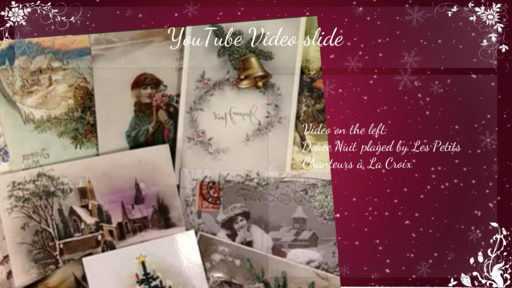 YouTube Video slide
Video on the left:
Douce Nuit played by Les Petits
Chanteurs à La Croix